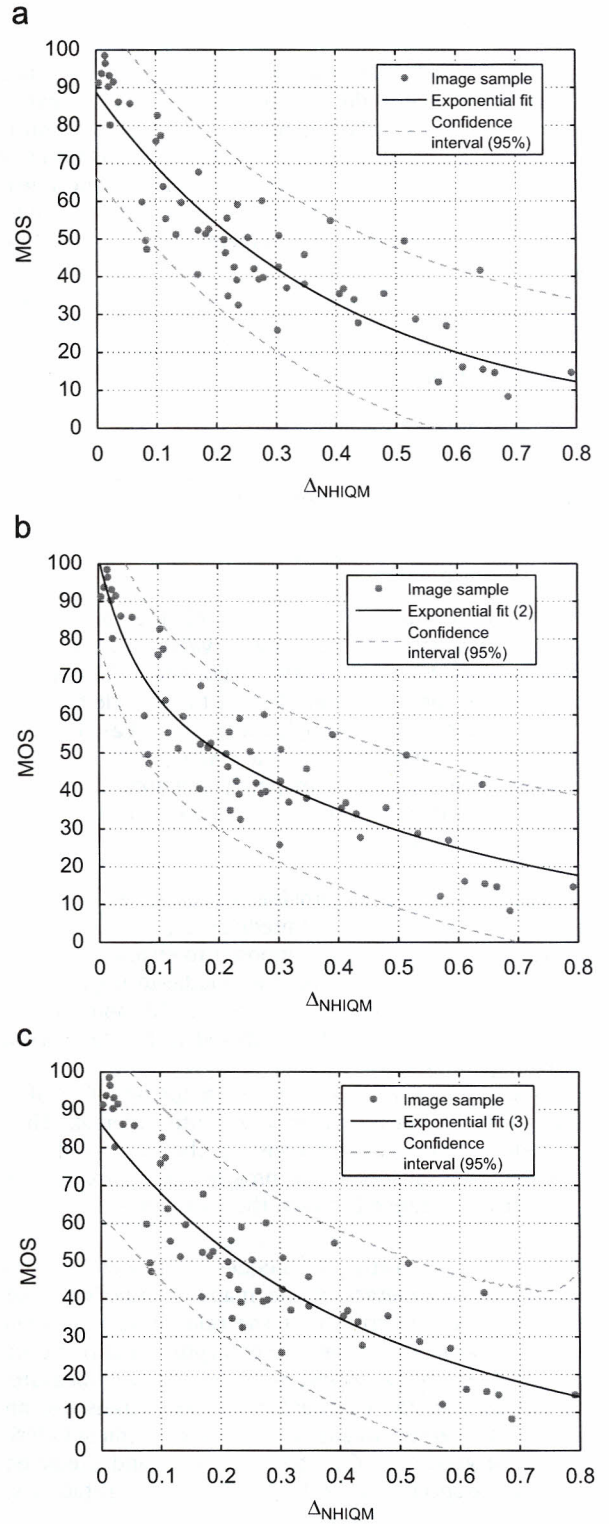 a
100
90
80
70
60
50
40
30
20
10
0
MOS
Image sample
Exponential fit
Confidence
interval (95%)
0 0.1 0.2 0.3 0.4 0.5 0.6 0.7 0.8
ΔNHIQM
b
100
90
80
70
60
50
40
30
20
10
0
MOS
Image sample
Exponential fit (2)
Confidence
interval (95%)
0 0.1 0.2 0.3 0.4 0.5 0.6 0.7 0.8
ΔNHIQM
c
100
90
80
70
60
50
40
30
20
10
0
MOS
Image sample
Exponential fit (3)
Confidence
interval (95%)
0 0.1 0.2 0.3 0.4 0.5 0.6 0.7 0.8
ΔNHIQM